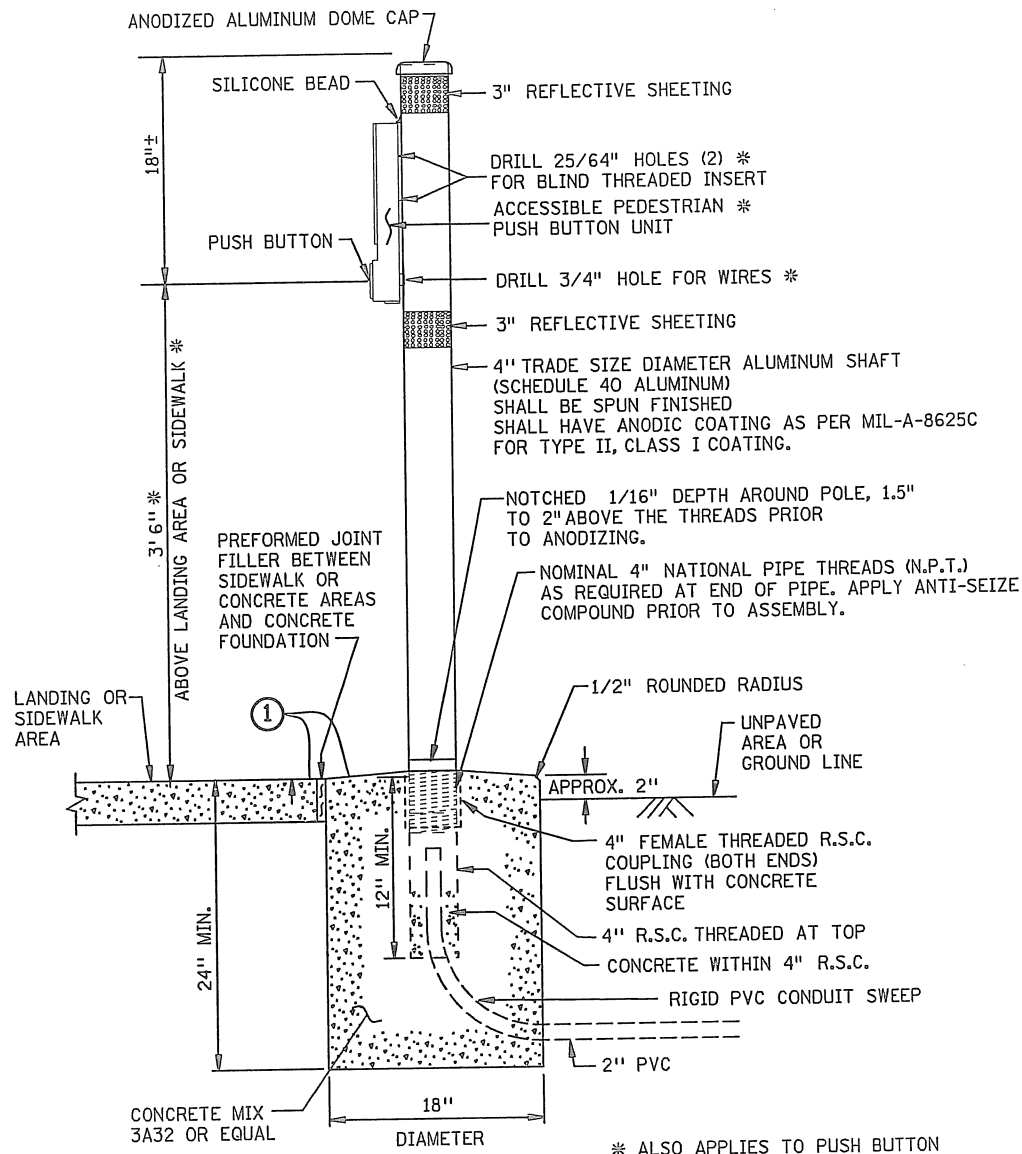 ANODIZED ALUMINUM DOME CAP
SILICONE BEAD
3" REFLECTIVE SHEETING
18"±
DRILL 25/64" HOLES (2) *
FOR BLIND THREADED INSERT
ACCESSIBLE PEDESTRIAN *
PUSH BUTTON UNIT
PUSH BUTTON
DRILL 3/4" HOLE FOR WIRES *
3" REFLECTIVE SHEETING
4" TRADE SIZE DIAMETER ALUMINUM SHAFT
(SCHEDULE 40 ALUMINUM)
SHALL BE SPUN FINISHED
SHALL HAVE ANODIC COATING AS PER MIL-A-8625C
FOR TYPE II, CLASS I COATING.
3' 6" *
ABOVE LANDING AREA OR SIDEWALK *
NOTCHED 1/16" DEPTH AROUND POLE, 1.5"
TO 2" ABOVE THE THREADS PRIOR
TO ANODIZING.
PREFORMED JOINT
FILLER BETWEEN
SIDEWALK OR
CONCRETE AREAS
AND CONCRETE
FOUNDATION
NOMINAL 4" NATIONAL PIPE THREADS (N.P.T.)
AS REQUIRED AT END OF PIPE. APPLY ANTI-SEIZE
COMPOUND PRIOR TO ASSEMBLY.
LANDING OR
SIDEWALK
AREA
1
1/2" ROUNDED RADIUS
UNPAVED
AREA OR
GROUND LINE
APPROX. 2"
4" FEMALE THREADED R.S.C.
COUPLING (BOTH ENDS)
FLUSH WITH CONCRETE
SURFACE
12" MIN.
24" MIN.
4" R.S.C. THREADED AT TOP
CONCRETE WITHIN 4" R.S.C.
RIGID PVC CONDUIT SWEEP
2" PVC
CONCRETE MIX
3A32 OR EQUAL
18"
DIAMETER
* ALSO APPLIES TO PUSH BUTTON